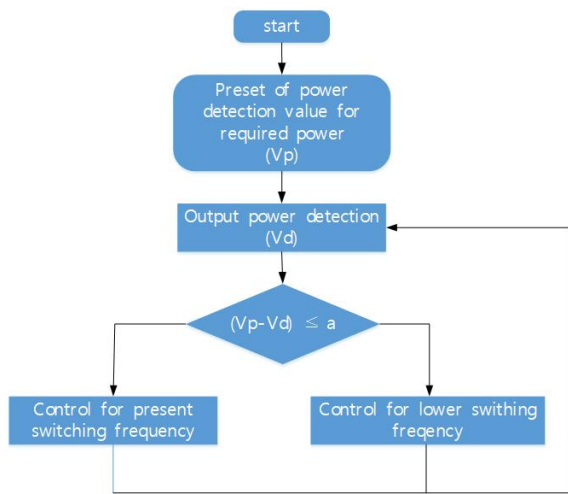 start
Preset of power
detection value for
required power
(Vp)
Output power detection
(Vd)
(Vp-Vd) ≤ a
Control for present
switching frequency
Control for lower swithing
freqency